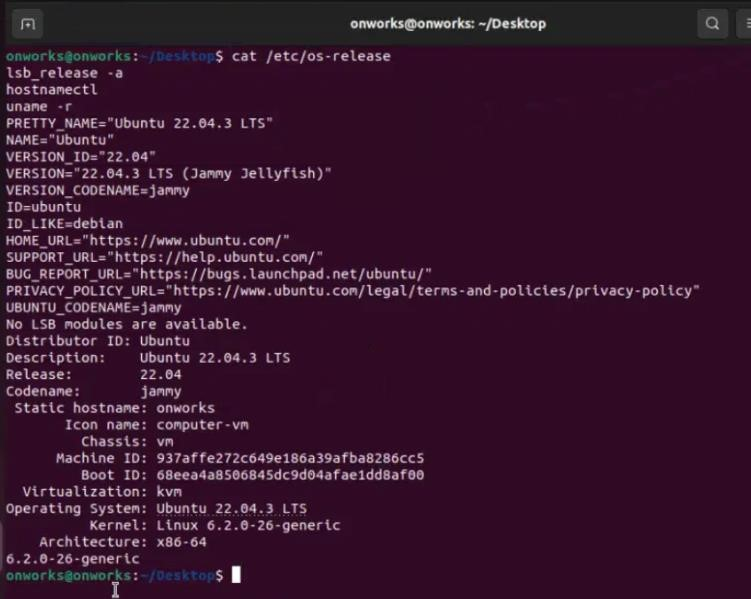 onworks@onworks: ~/Desktop
onworks@onworks:~/Desktop$ cat /etc/os-release
lsb_release -a
hostnamectl
uname -r
PRETTY_NAME="Ubuntu 22.04.3 LTS"
NAME="Ubuntu"
VERSION_ID="22.04"
VERSION="22.04.3 LTS (Jammy Jellyfish)"
VERSION_CODENAME=jammy
ID=ubuntu
ID_LIKE=debian
HOME_URL="https://www.ubuntu.com/"
SUPPORT_URL="https://help.ubuntu.com/"
BUG_REPORT_URL="https://bugs.launchpad.net/ubuntu/"
PRIVACY_POLICY_URL="https://www.ubuntu.com/legal/terms-and-policies/privacy-policy"
UBUNTU_CODENAME=jammy
No LSB modules are available.
Distributor ID: Ubuntu
Description:    Ubuntu 22.04.3 LTS
Release:        22.04
Codename:       jammy
 Static hostname: onworks
       Icon name: computer-vm
         Chassis: vm
      Machine ID: 937affe272c649e186a39afba8286cc5
         Boot ID: 68eea4a8506845dc9d04afae1dd8af00
  Virtualization: kvm
Operating System: Ubuntu 22.04.3 LTS
          Kernel: Linux 6.2.0-26-generic
    Architecture: x86-64
6.2.0-26-generic
onworks@onworks:~/Desktop$